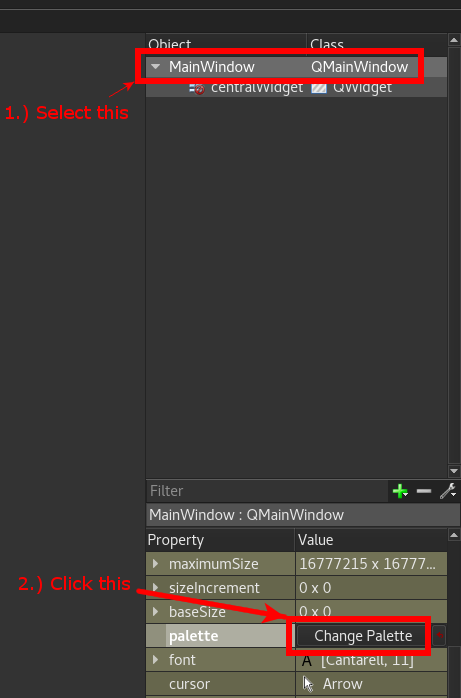 Object Class
MainWindow QMainWindow
centralWidget QWidget
1.) Select this
Filter
MainWindow : QMainWindow
Property Value
maximumSize 16777215 x 16777...
sizeIncrement 0 x 0
2.) Click this
baseSize 0 x 0
palette Change Palette
font A [Cantarell, 11]
cursor Arrow